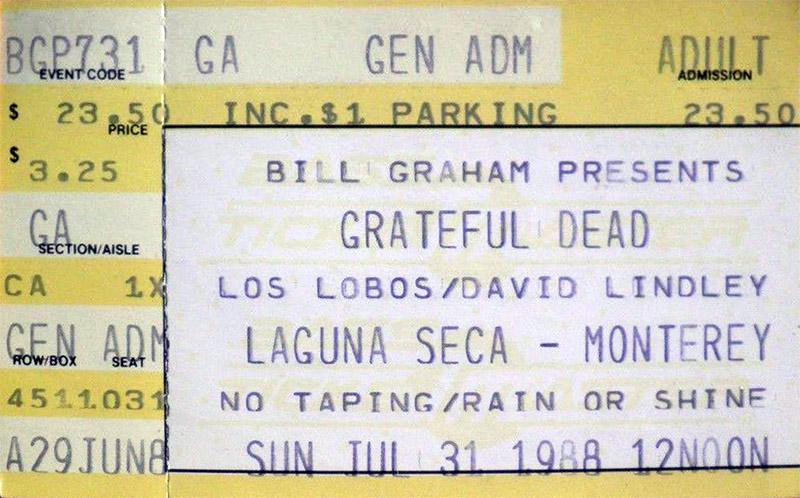 BGP731 GA GEN ADM ADULT
EVENT CODE ADMISSION
$ 23.50 INC.$1 PARKING 23.50
PRICE
$ 3.25 BILL GRAHAM PRESENTS
GA GRATEFUL DEAD
SECTION/AISLE
CA 1X LOS LOBOS/DAVID LINDLEY
GEN ADM LAGUNA SECA - MONTEREY
ROW/BOX SEAT
4511031 NO TAPING/RAIN OR SHINE
A29JUN8 SUN JUL 31 1988 12NOON